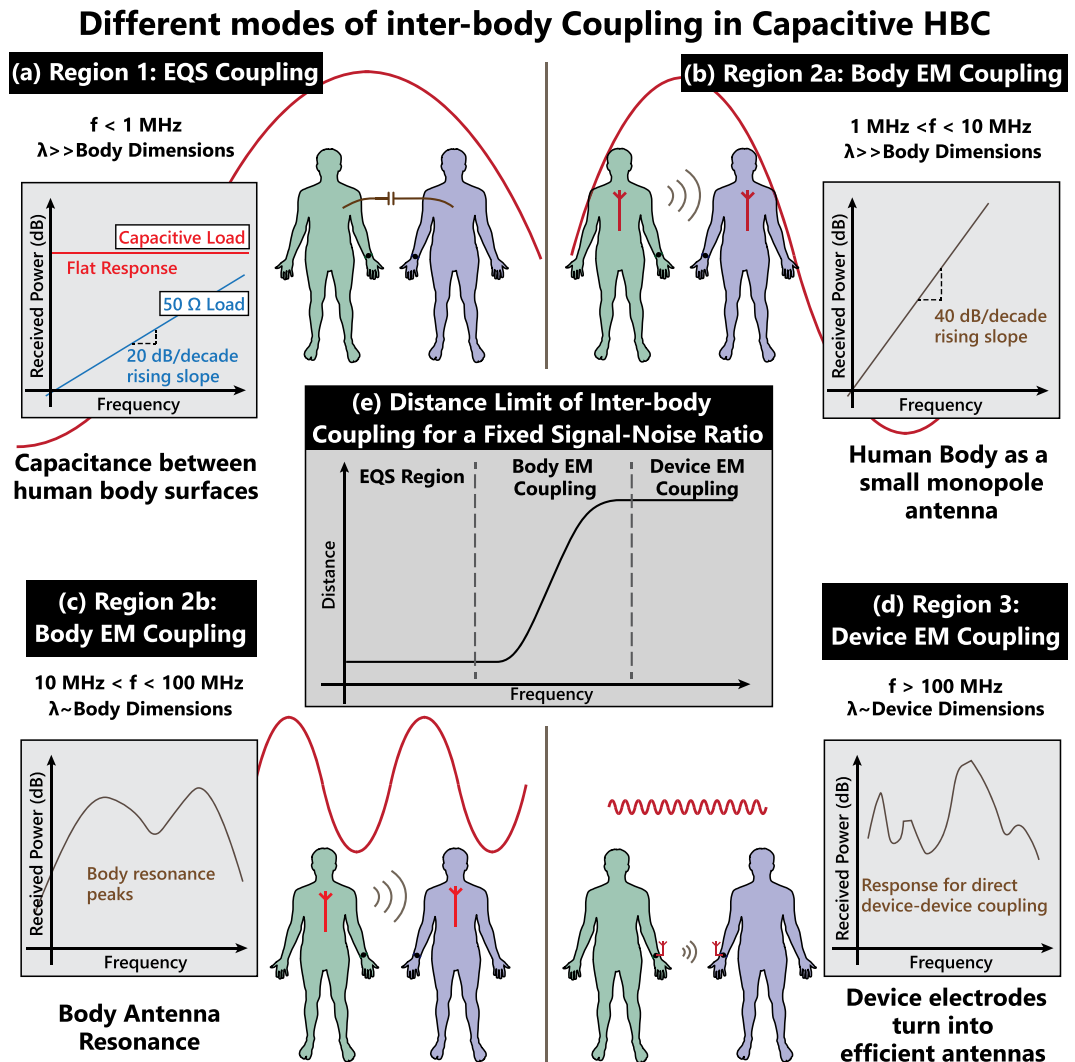 Different modes of inter-body Coupling in Capacitive HBC
(a) Region 1: EQS Coupling
f < 1 MHz
λ>>Body Dimensions
Received Power (dB)
Capacitive Load
Flat Response
50 Ω Load
20 dB/decade
rising slope
Frequency
Capacitance between
human body surfaces
(b) Region 2a: Body EM Coupling
1 MHz <f < 10 MHz
λ>>Body Dimensions
Received Power (dB)
40 dB/decade
rising slope
Frequency
Human Body as a
small monopole
antenna
(e) Distance Limit of Inter-body
Coupling for a Fixed Signal-Noise Ratio
EQS Region
Body EM
Coupling
Device EM
Coupling
Distance
Frequency
(c) Region 2b:
Body EM Coupling
10 MHz < f < 100 MHz
λ~Body Dimensions
Received Power (dB)
Body resonance
peaks
Frequency
Body Antenna
Resonance
(d) Region 3:
Device EM Coupling
f > 100 MHz
λ~Device Dimensions
Received Power (dB)
Response for direct
device-device coupling
Frequency
Device electrodes
turn into
efficient antennas